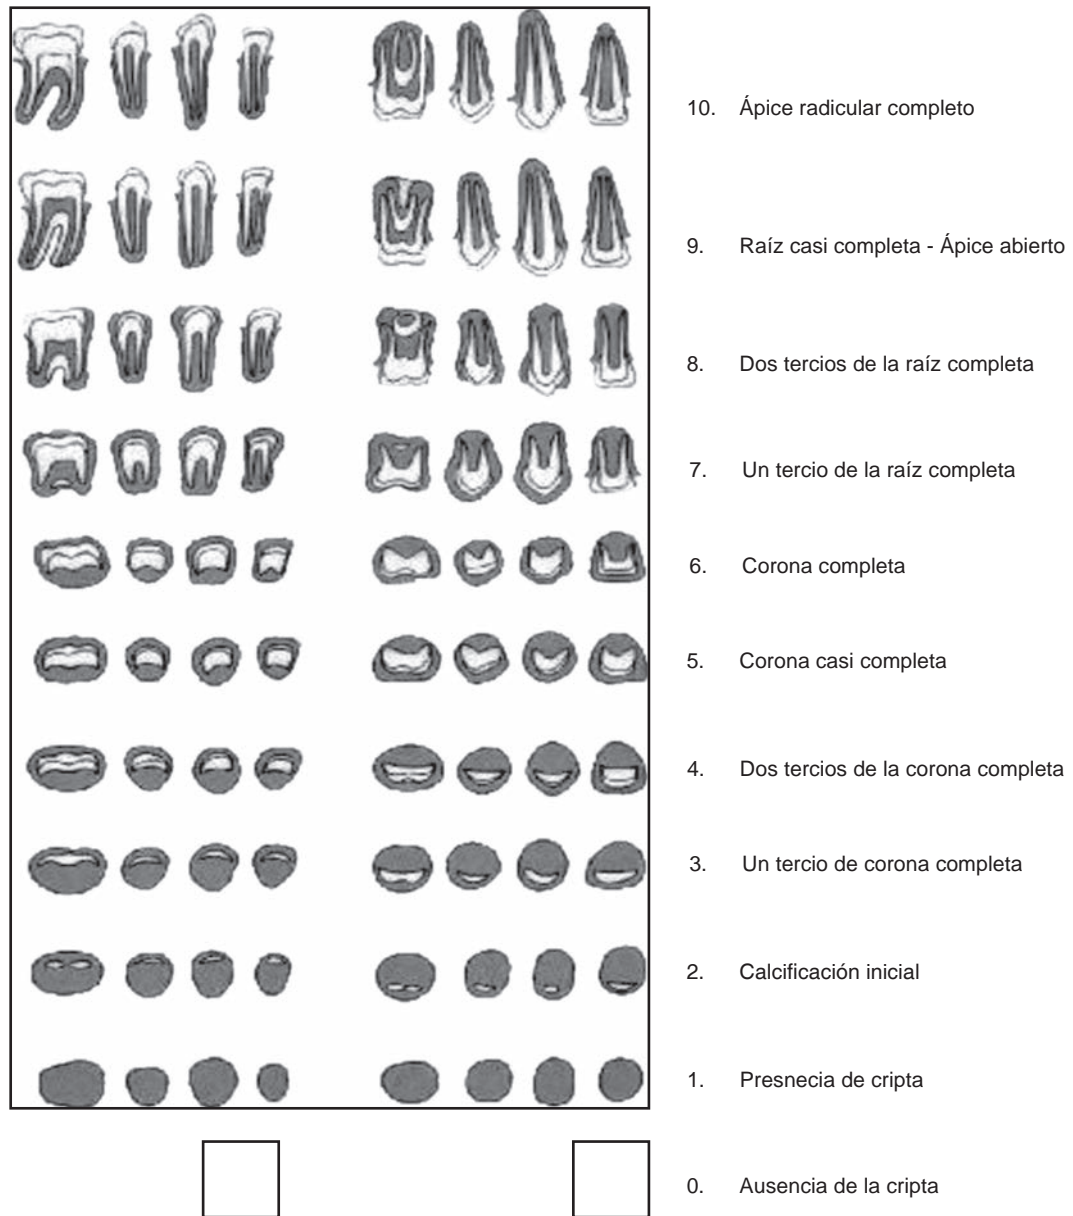 10. Ápice radicular completo
9. Raíz casi completa - Ápice abierto
8. Dos tercios de la raíz completa
7. Un tercio de la raíz completa
6. Corona completa
5. Corona casi completa
4. Dos tercios de la corona completa
3. Un tercio de corona completa
2. Calcificación inicial
1. Presnecia de cripta
0. Ausencia de la cripta